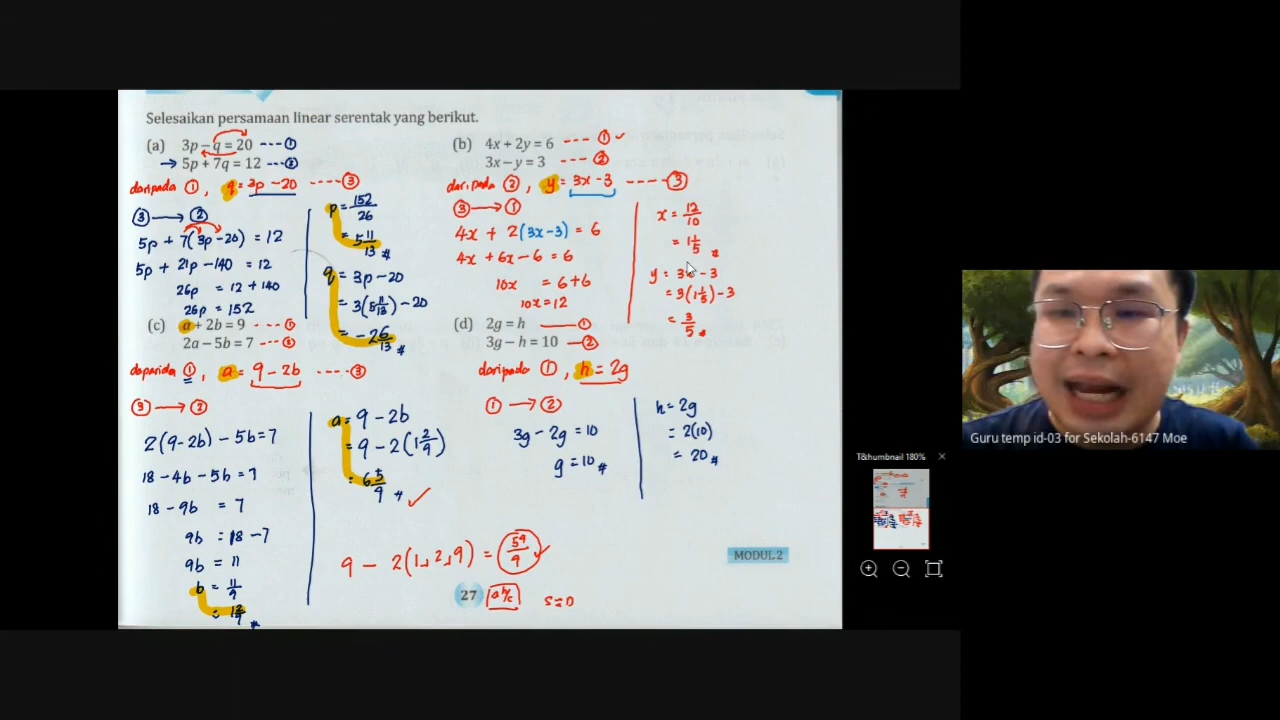 Selesaikan persamaan linear serentak yang berikut.
(a) 3p – q = 20 ---- ①
→ 5p + 7q = 12 ---- ②
daripada ①, q = 3p – 20 ---- ③
③ → ②
5p + 7(3p – 20) = 12
5p + 21p – 140 = 12
26p = 12 + 140
26p = 152
p = 152/26
= 5 11/13 #
q = 3p – 20
= 3(5 11/13) – 20
= – 26/13 #
(b) 4x + 2y = 6 ---- ① ✓
3x – y = 3 ---- ②
daripada ②, y = 3x – 3 ---- ③
③ → ①
4x + 2(3x – 3) = 6
4x + 6x – 6 = 6
10x = 6 + 6
10x = 12
x = 12/10
= 1 1/5 #
y = 3x – 3
= 3(1 1/5) – 3
= 3/5 #
(c) a + 2b = 9 ---- ①
2a – 5b = 7 ---- ②
daripada ①, a = 9 – 2b ---- ③
③ → ②
2(9 – 2b) – 5b = 7
18 – 4b – 5b = 7
18 – 9b = 7
9b = 18 – 7
9b = 11
b = 11/9
= 1 2/9 #
a = 9 – 2b
= 9 – 2(1 2/9)
= 6 5/9 # ✓
9 – 2(1⌟2⌟9) = 59/9 ✓
(d) 2g = h — ①
3g – h = 10 — ②
daripada ①, h = 2g
① → ②
3g – 2g = 10
g = 10 #
h = 2g
= 2(10)
= 20 #
MODUL 2
27 ab/c S⇔D
Guru temp id-03 for Sekolah-6147 Moe
T&humbnail 180%